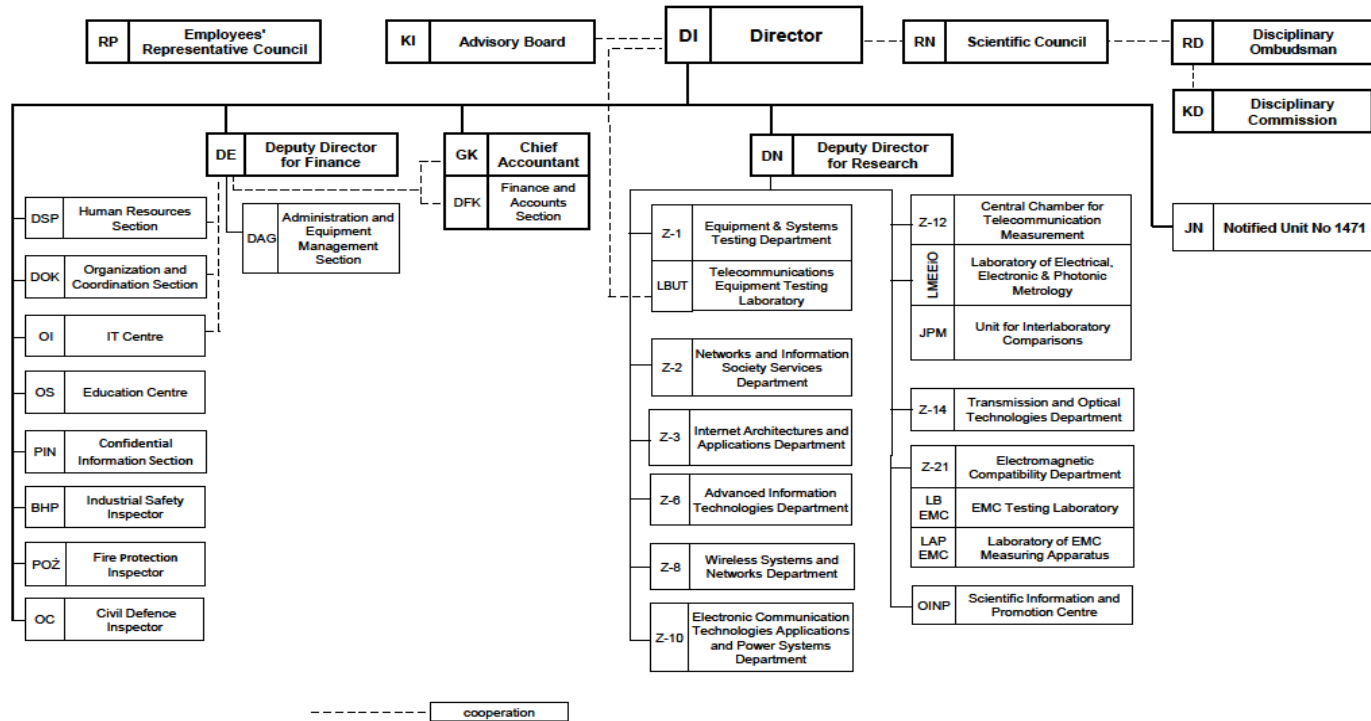 RP
Employees'
Representative Council
KI
Advisory Board
DI
Director
RN
Scientific Council
RD
Disciplinary
Ombudsman
KD
Disciplinary
Commission
DE
Deputy Director
for Finance
GK
Chief
Accountant
DFK
Finance and
Accounts
Section
DN
Deputy Director
for Research
DSP
Human Resources
Section
DOK
Organization and
Coordination Section
OI
IT Centre
OS
Education Centre
PIN
Confidential
Information Section
BHP
Industrial Safety
Inspector
POŻ
Fire Protection
Inspector
OC
Civil Defence
Inspector
DAG
Administration and
Equipment
Management
Section
Z-1
Equipment & Systems
Testing Department
LBUT
Telecommunications
Equipment Testing
Laboratory
Z-2
Networks and Information
Society Services
Department
Z-3
Internet Architectures and
Applications Department
Z-6
Advanced Information
Technologies Department
Z-8
Wireless Systems and
Networks Department
Z-10
Electronic Communication
Technologies Applications
and Power Systems
Department
Z-12
Central Chamber for
Telecommunication
Measurement
LMEEiO
Laboratory of Electrical,
Electronic & Photonic
Metrology
JPM
Unit for Interlaboratory
Comparisons
Z-14
Transmission and Optical
Technologies Department
Z-21
Electromagnetic
Compatibility Department
LB
EMC
EMC Testing Laboratory
LAP
EMC
Laboratory of EMC
Measuring Apparatus
OINP
Scientific Information and
Promotion Centre
JN
Notified Unit No 1471
cooperation